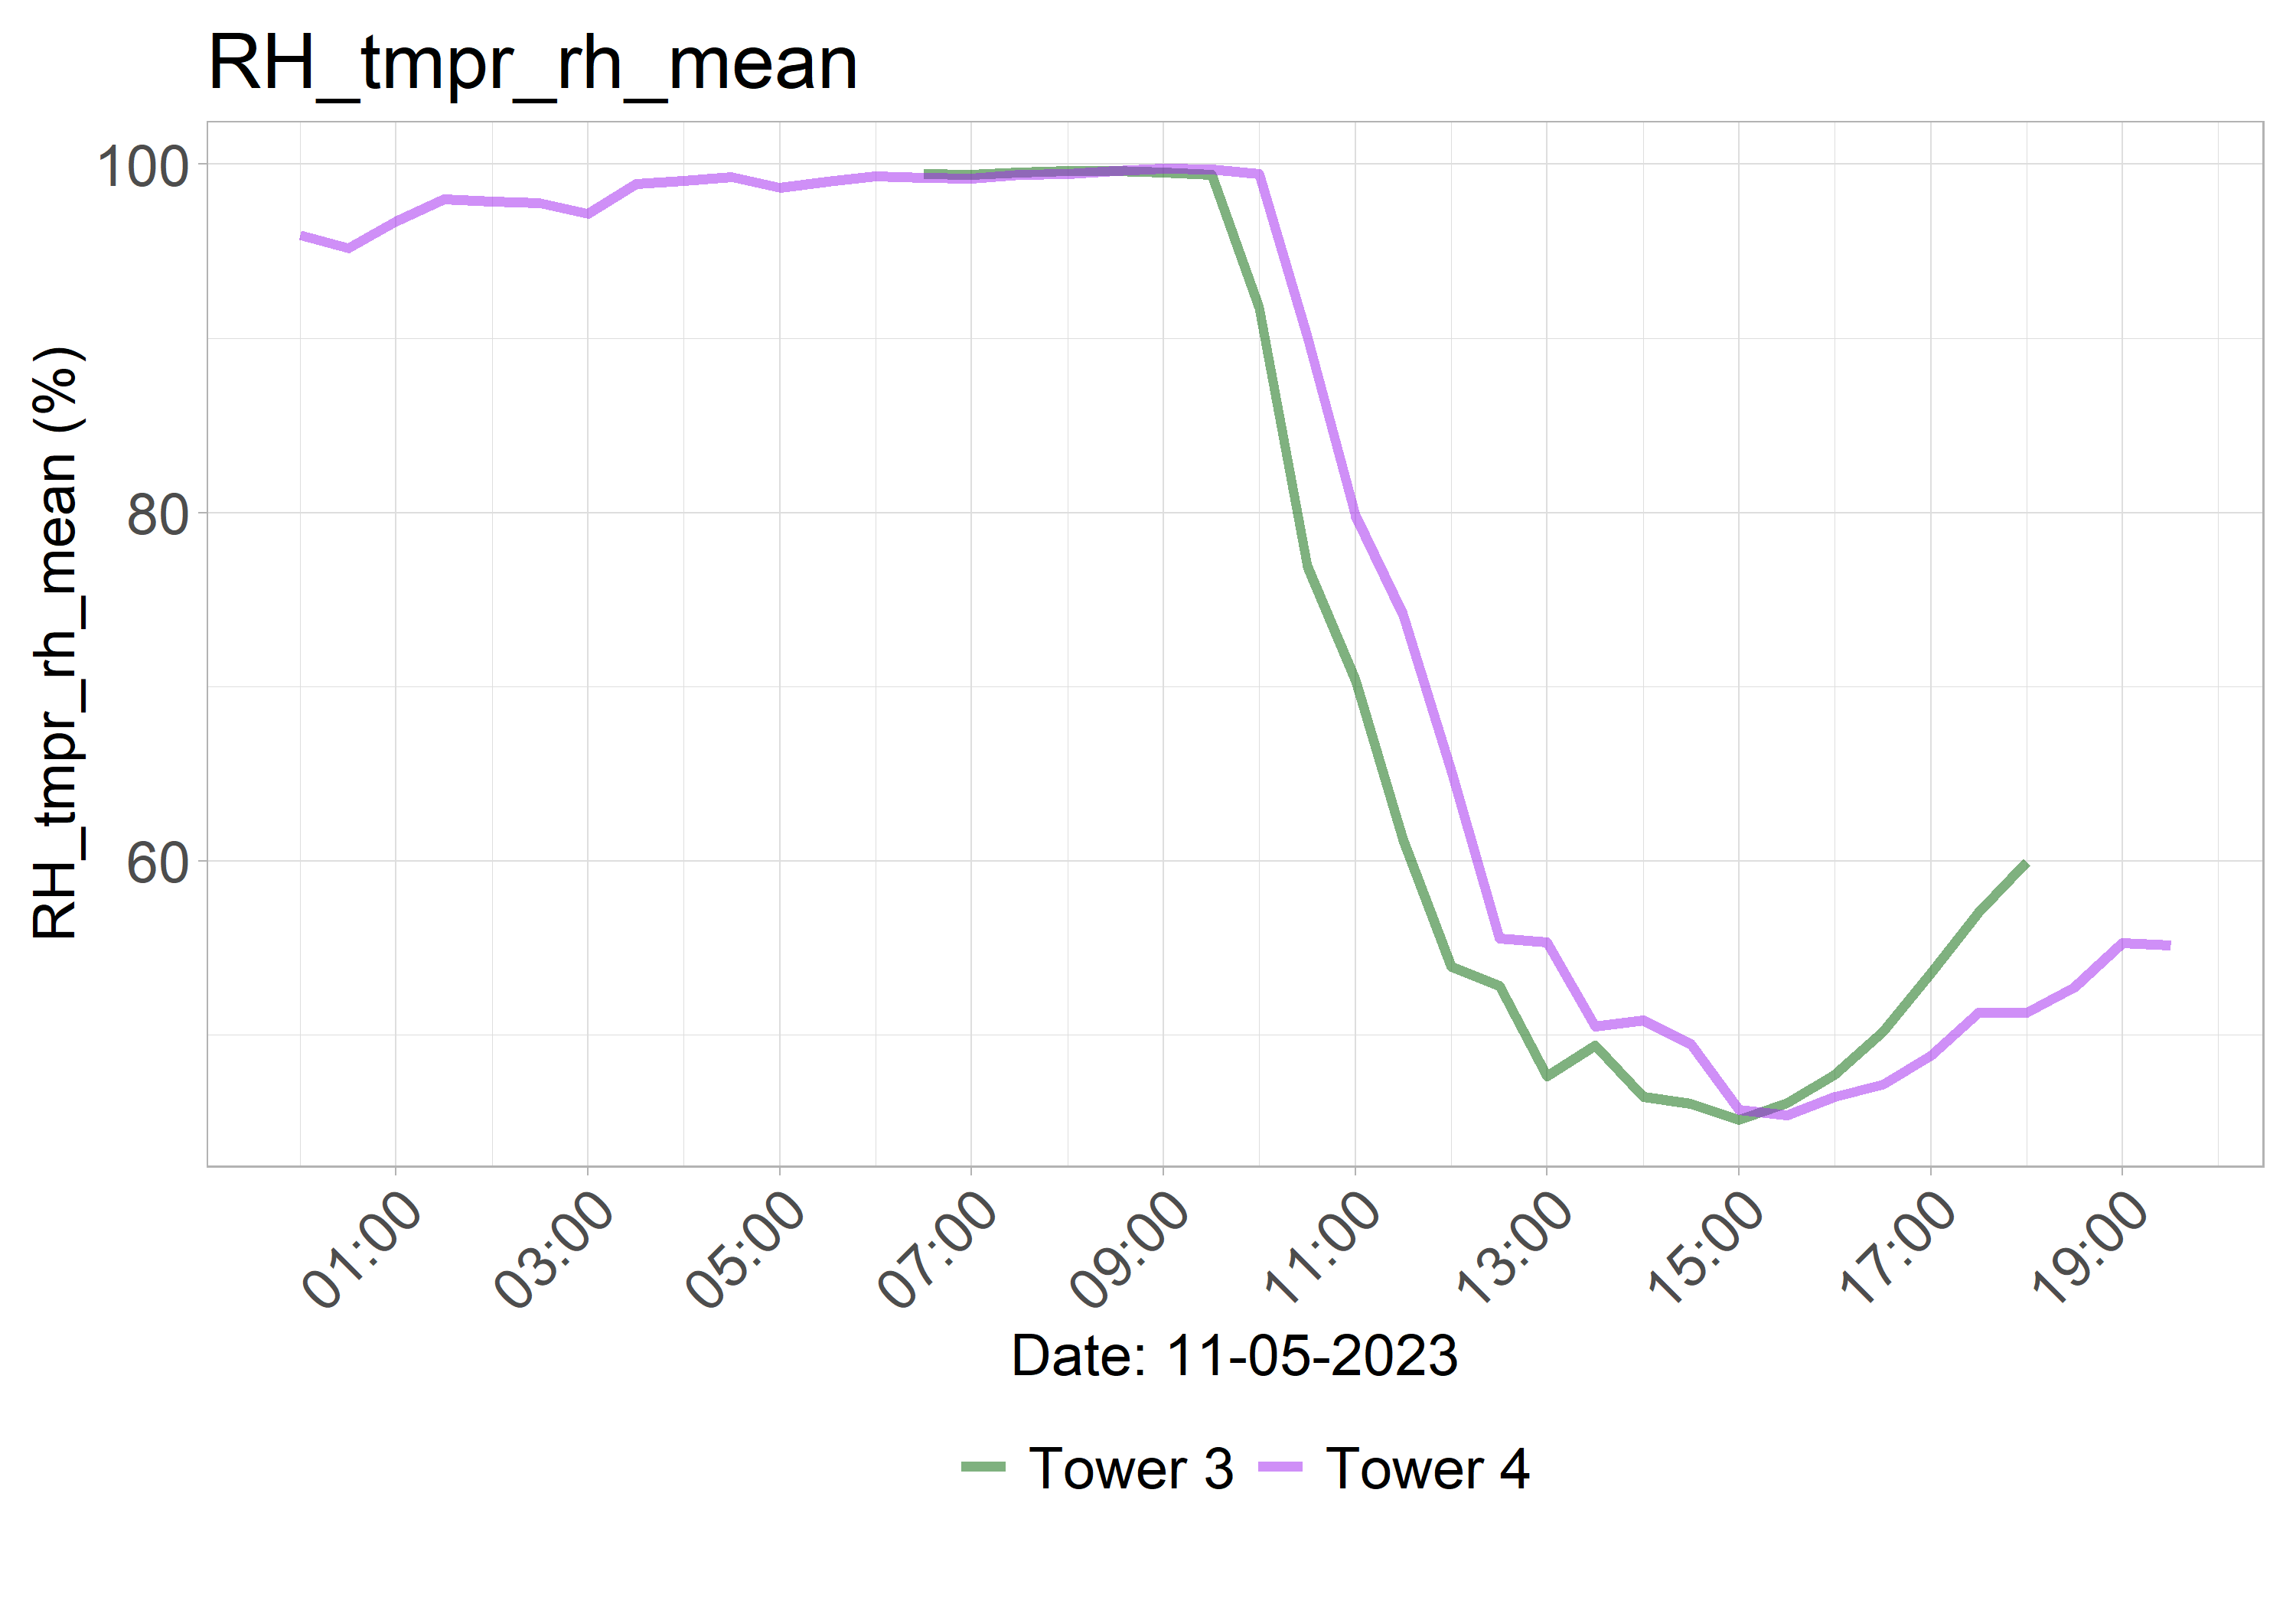 RH_tmpr_rh_mean
RH_tmpr_rh_mean (%)
100
80
60
01:00
03:00
05:00
07:00
09:00
11:00
13:00
15:00
17:00
19:00
Date: 11-05-2023
Tower 3
Tower 4